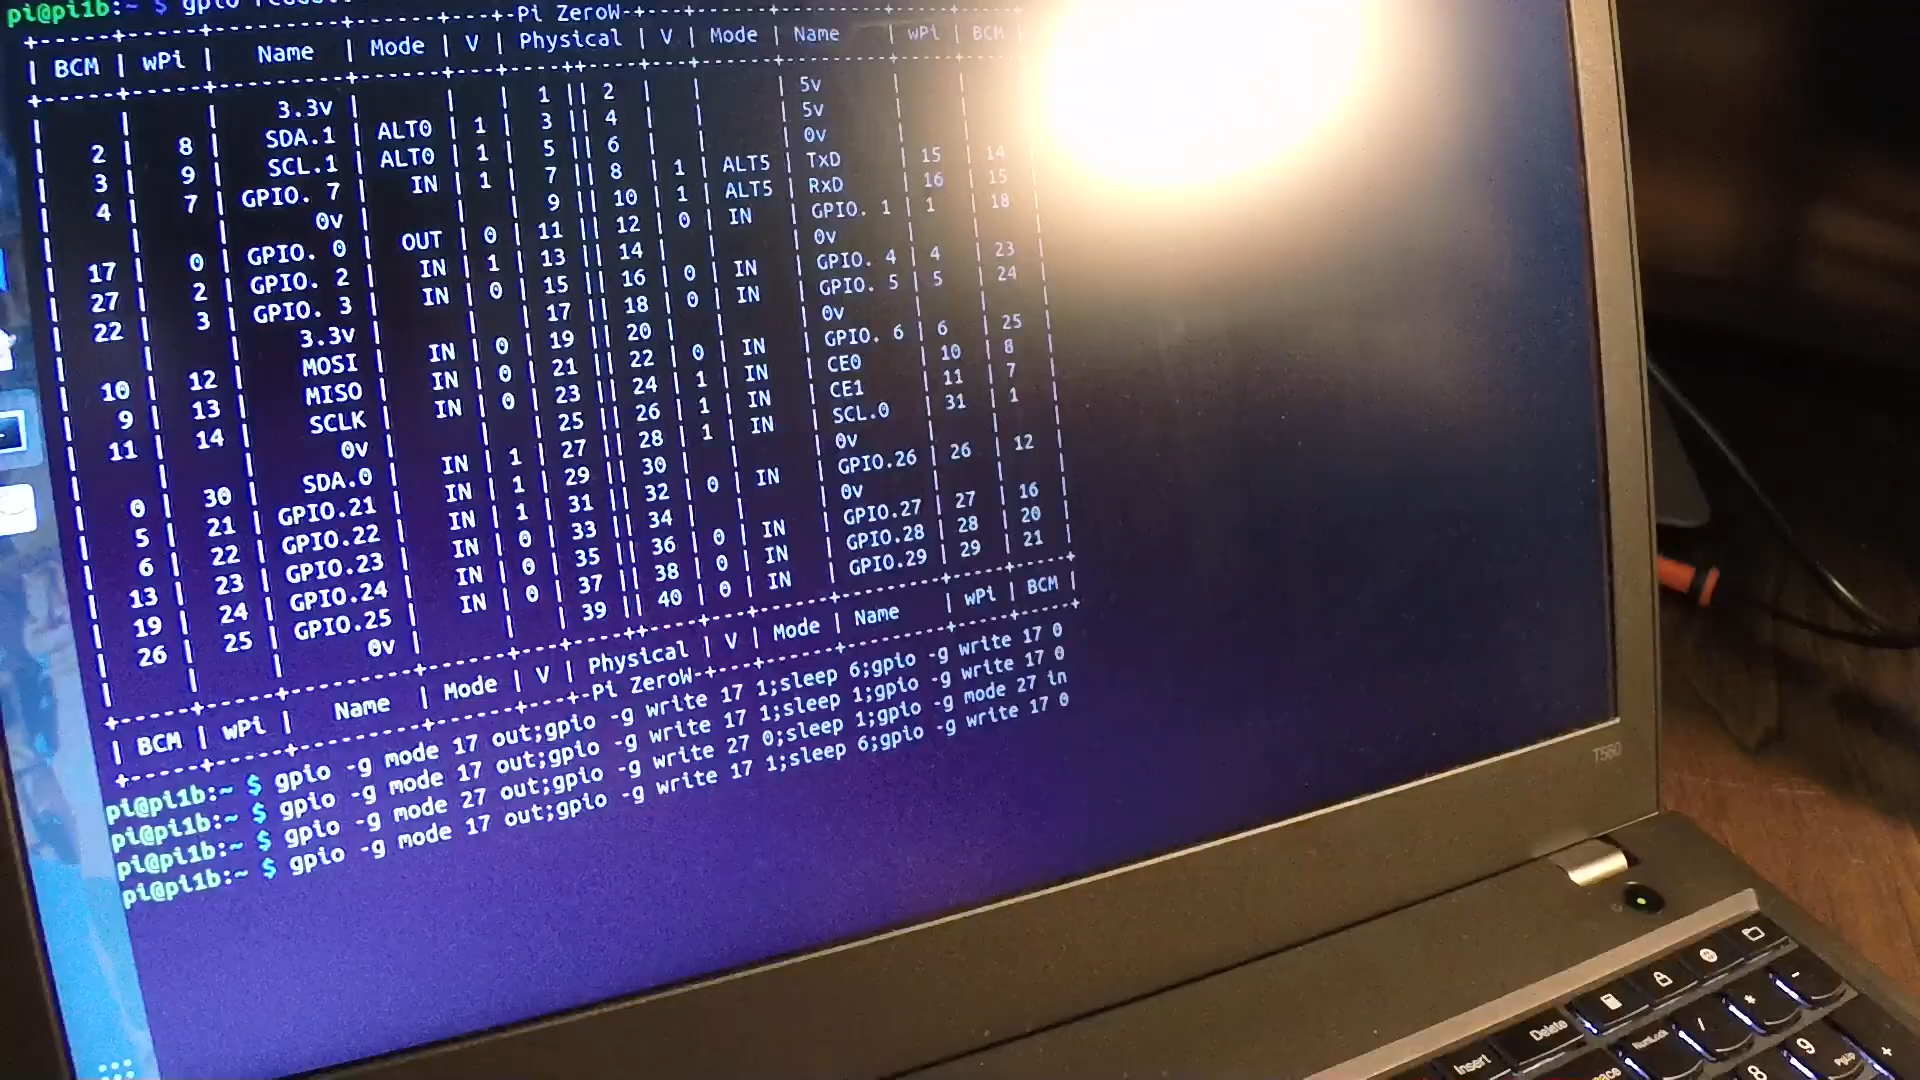 pi@pi1b:~ $ gpio
+-----+-----+---------+------+---+--Pi ZeroW-+---+------+---------+-----+-----+
| BCM | wPi | Name | Mode | V | Physical | V | Mode | Name | wPi | BCM |
+-----+-----+---------+------+---+----++----+---+------+---------+-----+-----+
| | | 3.3v | | | 1 || 2 | | | 5v | | |
| 2 | 8 | SDA.1 | ALT0 | 1 | 3 || 4 | | | 5v | | |
| 3 | 9 | SCL.1 | ALT0 | 1 | 5 || 6 | | | 0v | | |
| 4 | 7 | GPIO. 7 | IN | 1 | 7 || 8 | 1 | ALT5 | TxD | 15 | 14 |
| | | 0v | | | 9 || 10 | 1 | ALT5 | RxD | 16 | 15 |
| 17 | 0 | GPIO. 0 | OUT | 0 | 11 || 12 | 0 | IN | GPIO. 1 | 1 | 18 |
| 27 | 2 | GPIO. 2 | IN | 1 | 13 || 14 | | | 0v | | |
| 22 | 3 | GPIO. 3 | IN | 0 | 15 || 16 | 0 | IN | GPIO. 4 | 4 | 23 |
| | | 3.3v | | | 17 || 18 | 0 | IN | GPIO. 5 | 5 | 24 |
| 10 | 12 | MOSI | IN | 0 | 19 || 20 | | | 0v | | |
| 9 | 13 | MISO | IN | 0 | 21 || 22 | 0 | IN | GPIO. 6 | 6 | 25 |
| 11 | 14 | SCLK | IN | 0 | 23 || 24 | 1 | IN | CE0 | 10 | 8 |
| | | 0v | | | 25 || 26 | 1 | IN | CE1 | 11 | 7 |
| 0 | 30 | SDA.0 | IN | 1 | 27 || 28 | 1 | IN | SCL.0 | 31 | 1 |
| 5 | 21 | GPIO.21 | IN | 1 | 29 || 30 | | | 0v | | |
| 6 | 22 | GPIO.22 | IN | 1 | 31 || 32 | 0 | IN | GPIO.26 | 26 | 12 |
| 13 | 23 | GPIO.23 | IN | 0 | 33 || 34 | | | 0v | | |
| 19 | 24 | GPIO.24 | IN | 0 | 35 || 36 | 0 | IN | GPIO.27 | 27 | 16 |
| 26 | 25 | GPIO.25 | IN | 0 | 37 || 38 | 0 | IN | GPIO.28 | 28 | 20 |
| | | 0v | | | 39 || 40 | 0 | IN | GPIO.29 | 29 | 21 |
+-----+-----+---------+------+---+----++----+---+------+---------+-----+-----+
| BCM | wPi | Name | Mode | V | Physical | V | Mode | Name | wPi | BCM |
+-----+-----+---------+------+---+--Pi ZeroW-+---+------+---------+-----+-----+
pi@pi1b:~ $ gpio -g mode 17 out;gpio -g write 17 1;sleep 6;gpio -g write 17 0
pi@pi1b:~ $ gpio -g mode 17 out;gpio -g write 17 1;sleep 1;gpio -g write 17 0
pi@pi1b:~ $ gpio -g mode 27 out;gpio -g write 27 0;sleep 1;gpio -g mode 27 in
pi@pi1b:~ $ gpio -g mode 17 out;gpio -g write 17 1;sleep 6;gpio -g write 17 0
T560
Insert Delete NumLock / * -
8 9 PgUp +